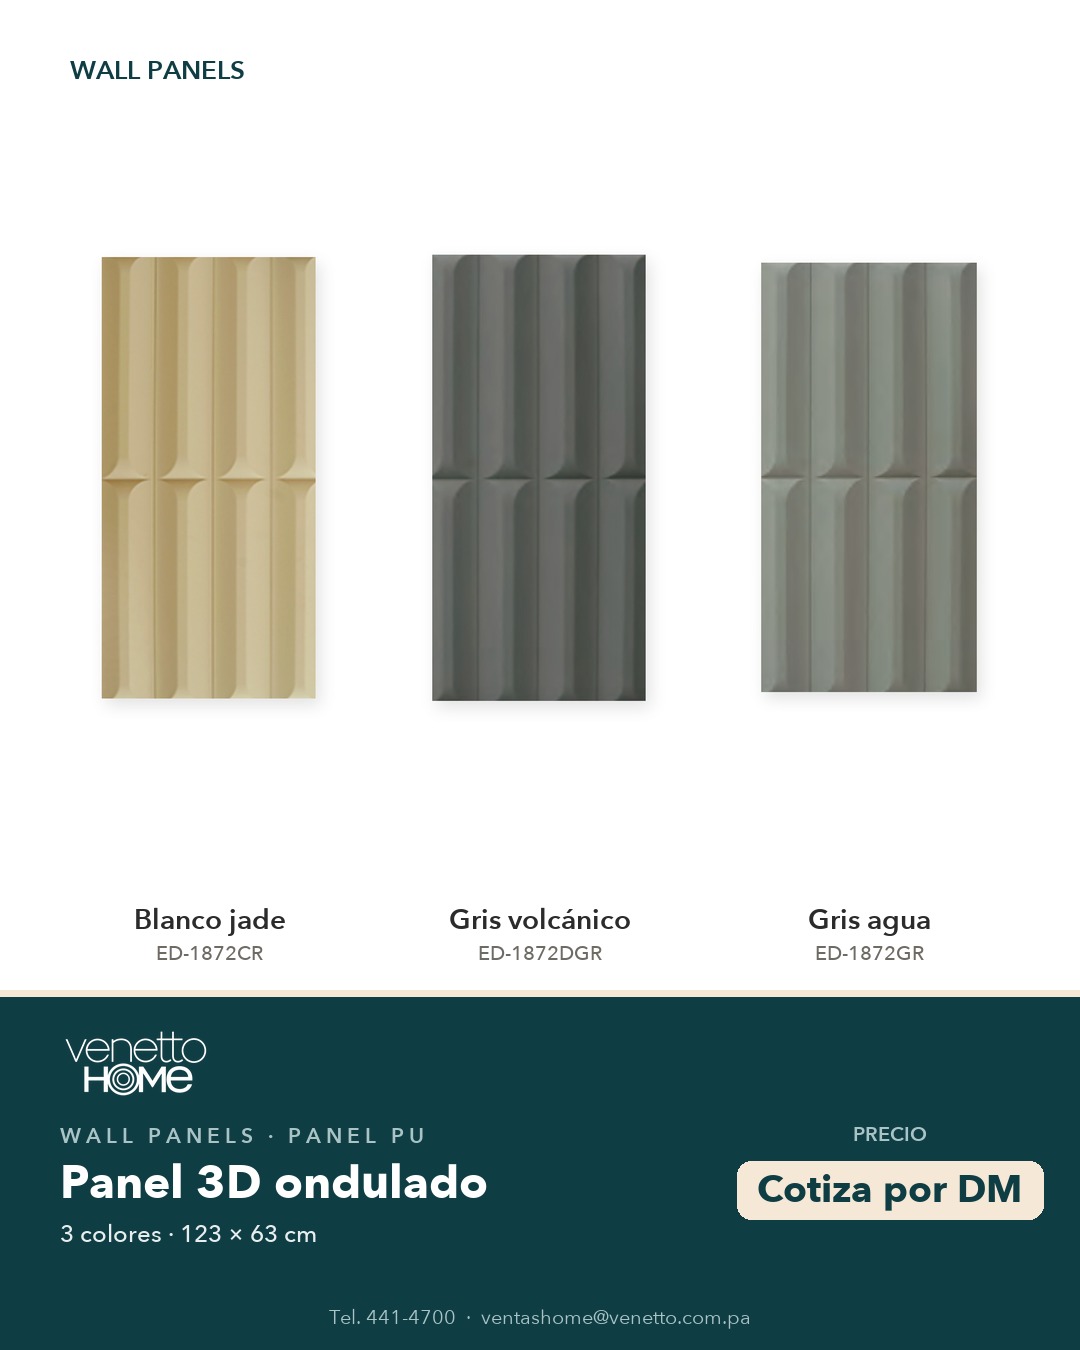 WALL PANELS
Blanco jade
ED-1872CR
Gris volcánico
ED-1872DGR
Gris agua
ED-1872GR
venetto
HOMe
WALL PANELS · PANEL PU
Panel 3D ondulado
3 colores · 123 × 63 cm
PRECIO
Cotiza por DM
Tel. 441-4700 · ventashome@venetto.com.pa